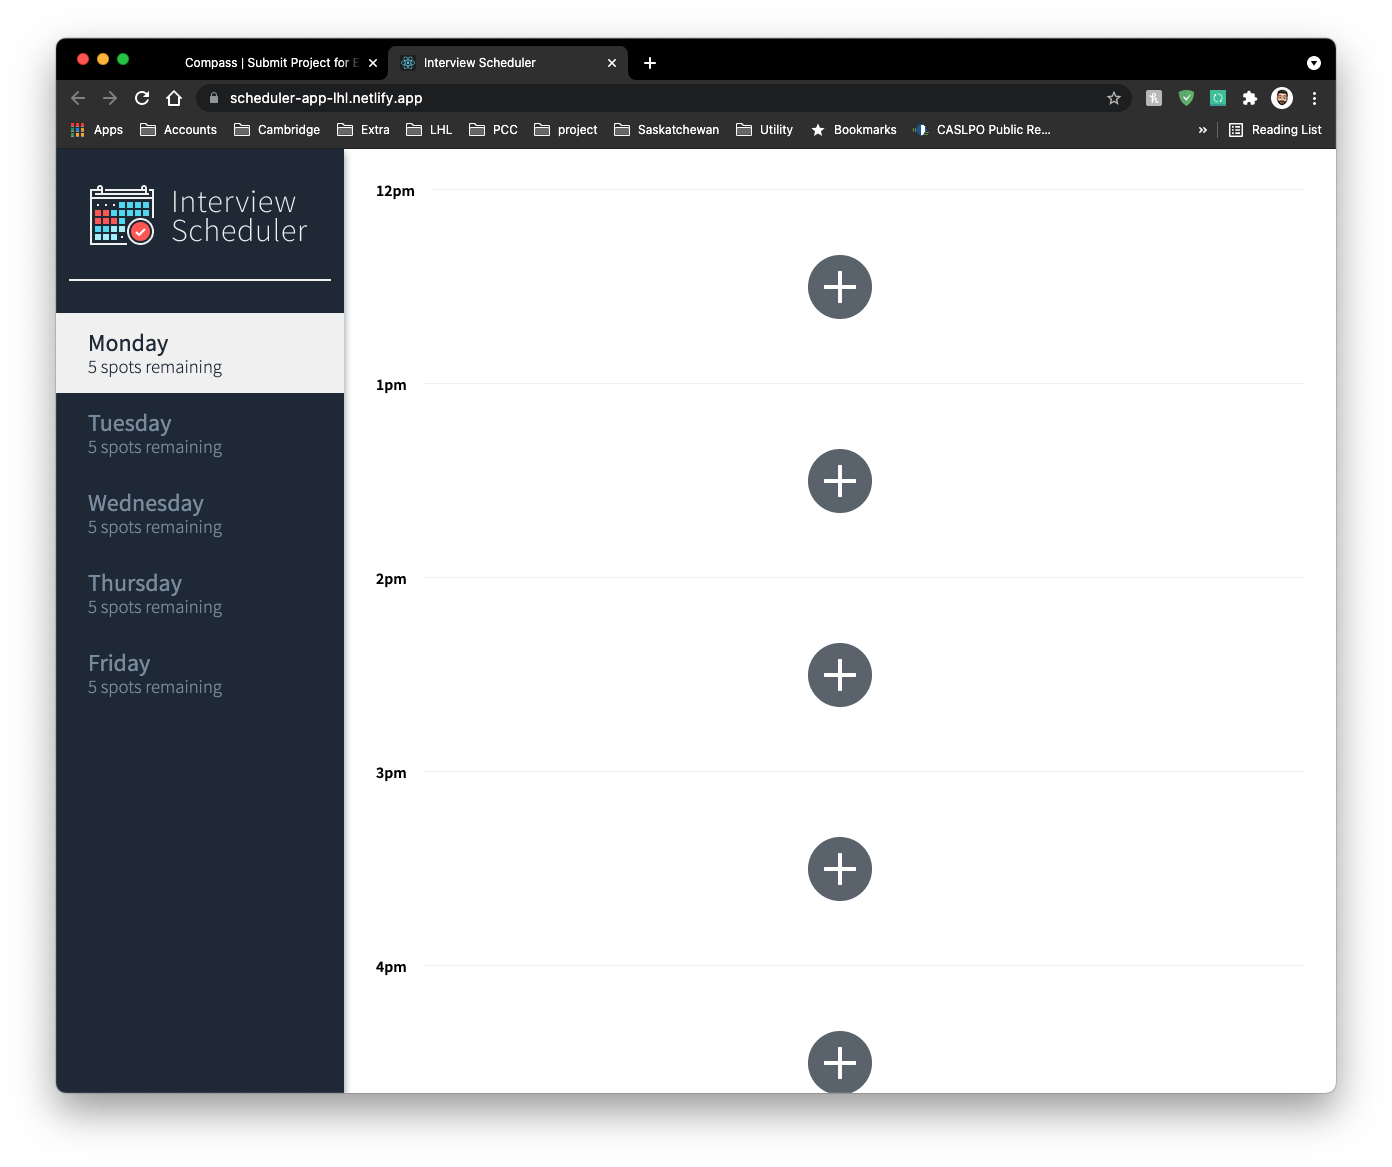 Compass | Submit Project for E
Interview Scheduler
scheduler-app-lhl.netlify.app
Apps Accounts Cambridge Extra LHL PCC project Saskatchewan Utility Bookmarks CASLPO Public Re... » Reading List
Interview
Scheduler
Monday
5 spots remaining
Tuesday
5 spots remaining
Wednesday
5 spots remaining
Thursday
5 spots remaining
Friday
5 spots remaining
12pm
1pm
2pm
3pm
4pm